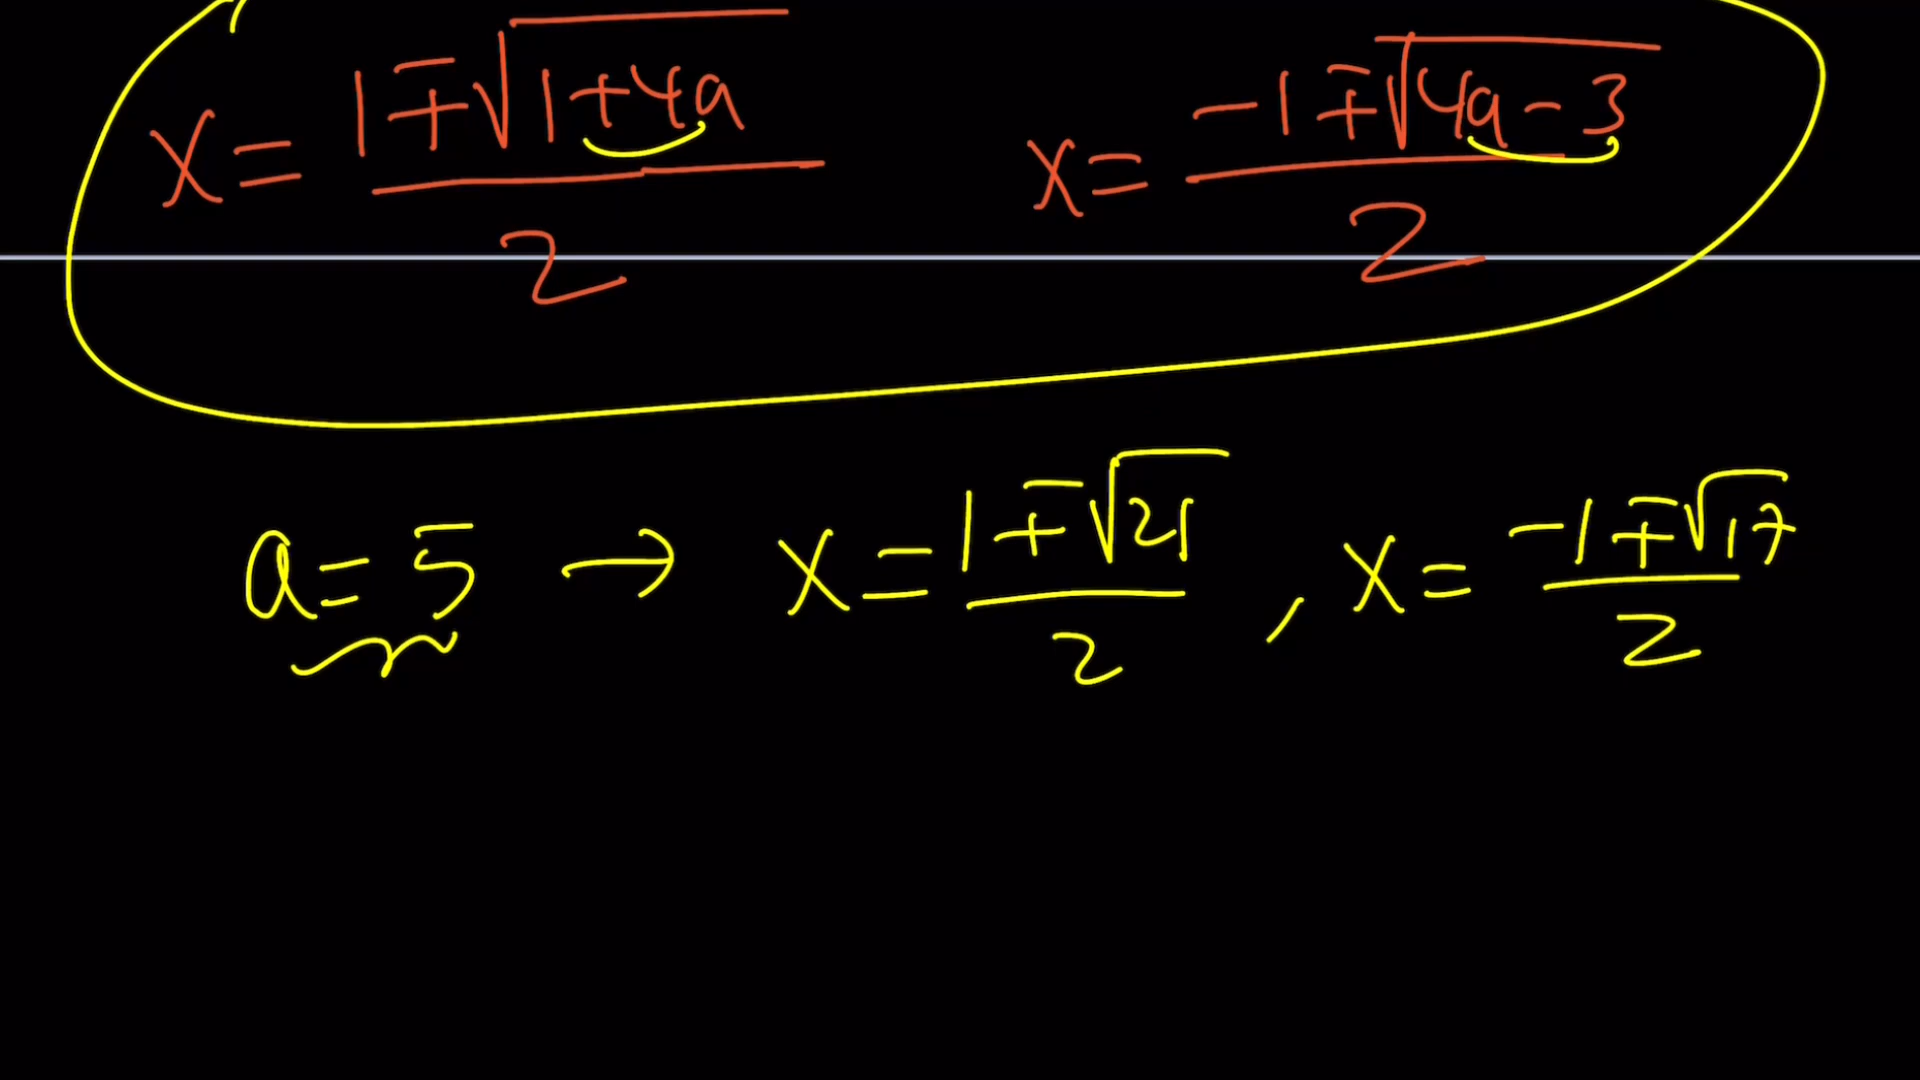 x = (1 ∓ √(1+4a)) / 2   x = (-1 ∓ √(4a-3)) / 2
a = 5 → x = (1 ∓ √21) / 2 , x = (-1 ∓ √17) / 2